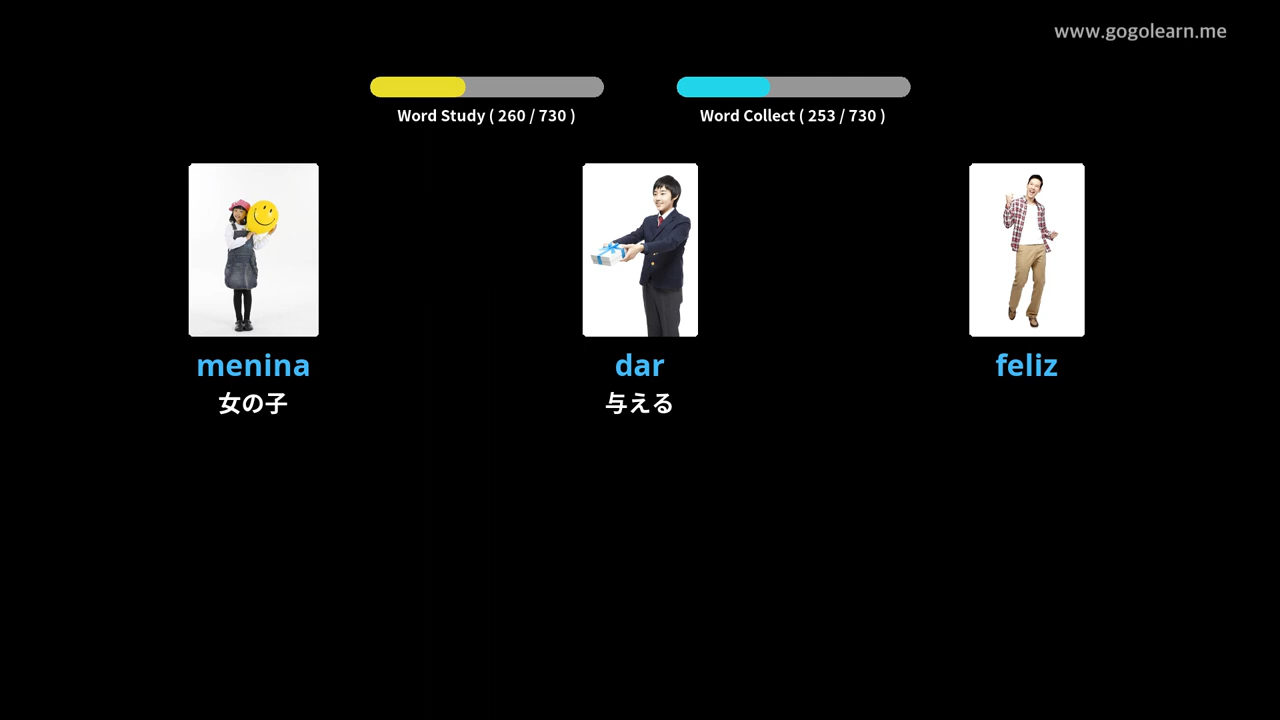 www.gogolearn.me
Word Study ( 260 / 730 )
Word Collect ( 253 / 730 )
menina
dar
feliz
女の子
与える